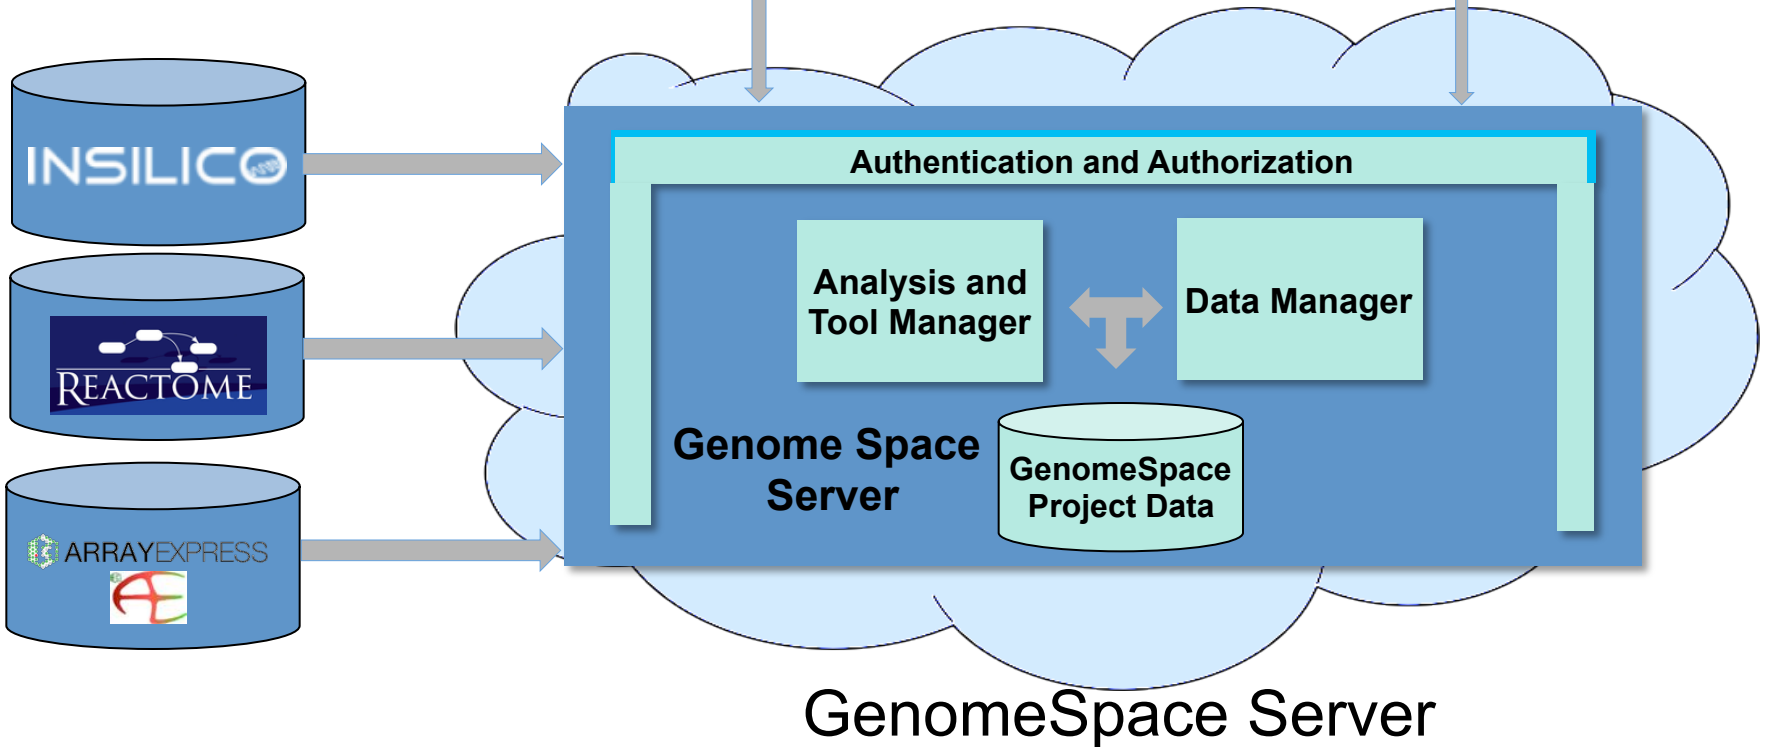 INSILICO
REACTOME
ARRAYEXPRESS
AE
Authentication and Authorization
Analysis and
Tool Manager
Data Manager
Genome Space
Server
GenomeSpace
Project Data
GenomeSpace Server